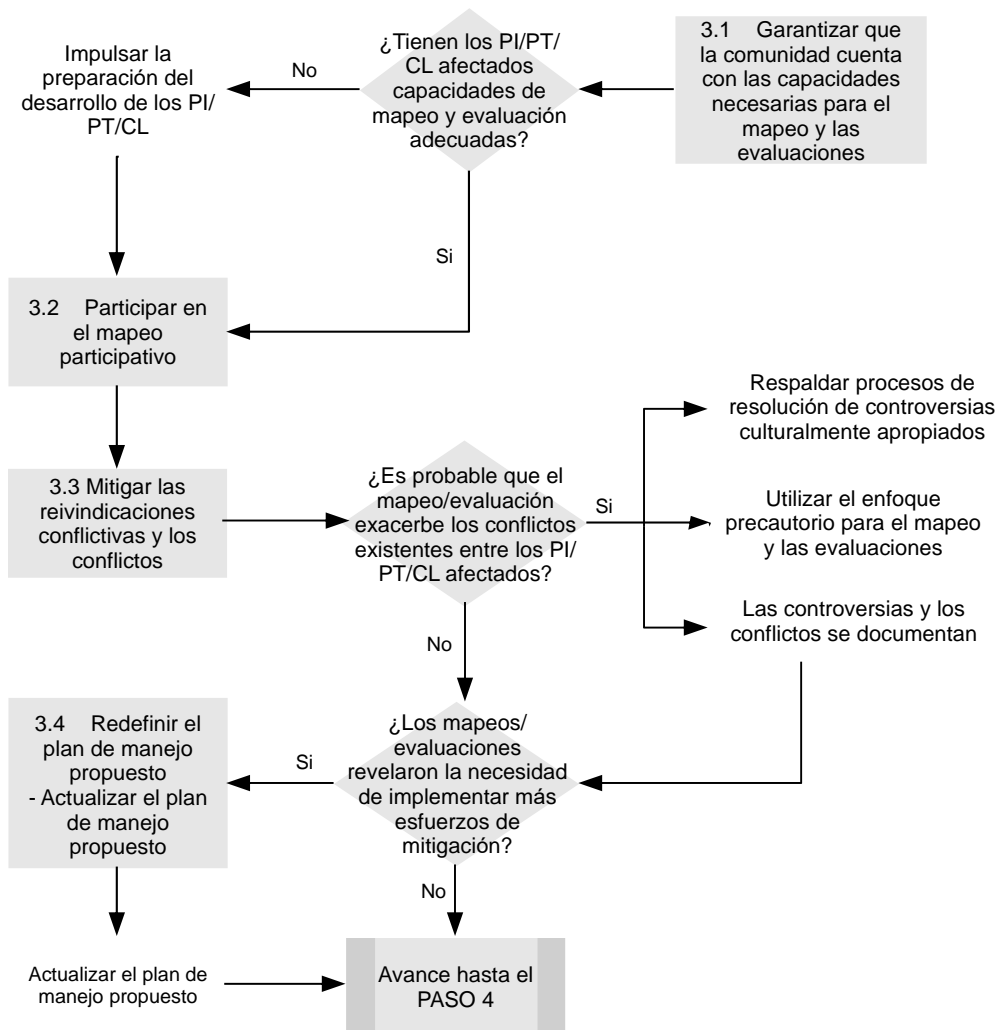 3.1 Garantizar que
la comunidad cuenta
con las capacidades
necesarias para el
mapeo y las
evaluaciones
¿Tienen los PI/PT/
CL afectados
capacidades de
mapeo y evaluación
adecuadas?
No
Impulsar la
preparación del
desarrollo de los PI/
PT/CL
Si
3.2 Participar en
el mapeo
participativo
3.3 Mitigar las
reivindicaciones
conflictivas y los
conflictos
¿Es probable que el
mapeo/evaluación
exacerbe los conflictos
existentes entre los PI/
PT/CL afectados?
Si
Respaldar procesos de
resolución de controversias
culturalmente apropiados
Utilizar el enfoque
precautorio para el mapeo
y las evaluaciones
Las controversias y los
conflictos se documentan
No
¿Los mapeos/
evaluaciones
revelaron la necesidad
de implementar más
esfuerzos de
mitigación?
Si
3.4 Redefinir el
plan de manejo
propuesto
- Actualizar el plan
de manejo
propuesto
No
Actualizar el plan de
manejo propuesto
Avance hasta el
PASO 4